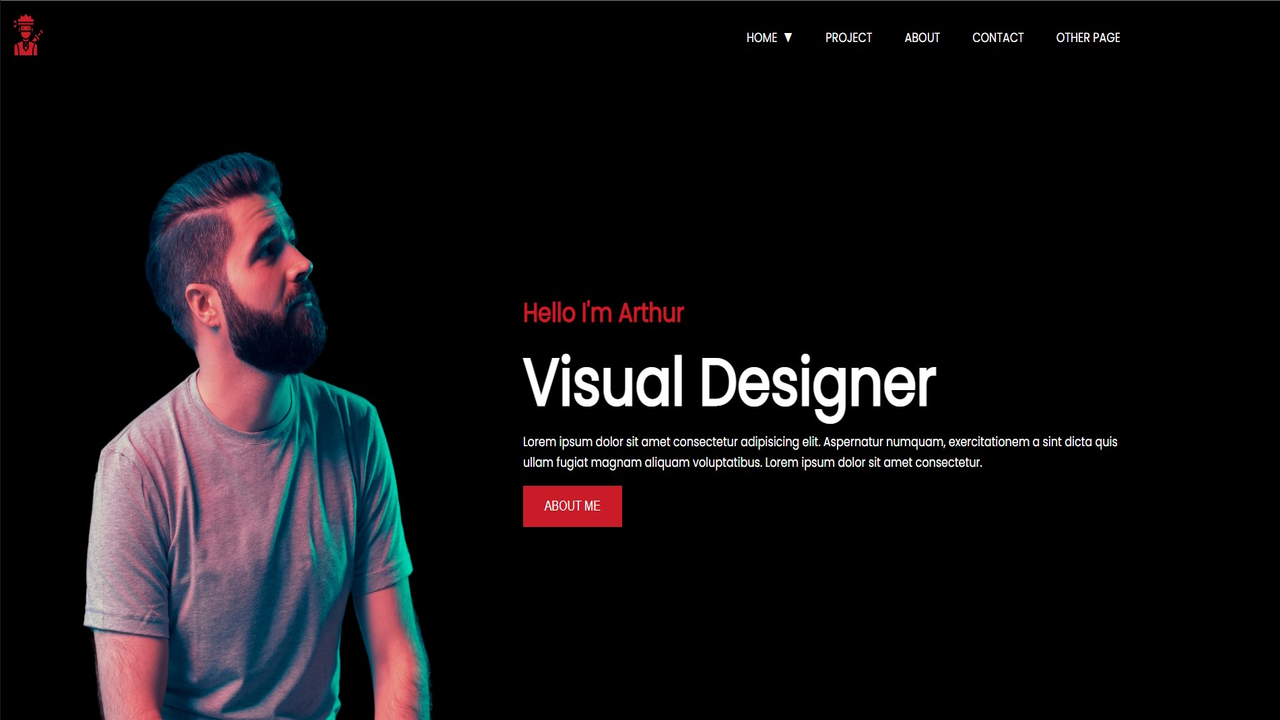 HOME ▼ PROJECT ABOUT CONTACT OTHER PAGE
Hello I'm Arthur
Visual Designer
Lorem ipsum dolor sit amet consectetur adipisicing elit. Aspernatur numquam, exercitationem a sint dicta quis
ullam fugiat magnam aliquam voluptatibus. Lorem ipsum dolor sit amet consectetur.
ABOUT ME